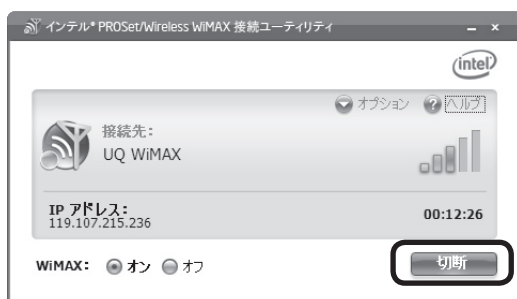 インテル® PROSet/Wireless WiMAX 接続ユーティリティ
intel
オプション ヘルプ
接続先:
UQ WiMAX
IP アドレス:
119.107.215.236
00:12:26
WiMAX: オン オフ
切断